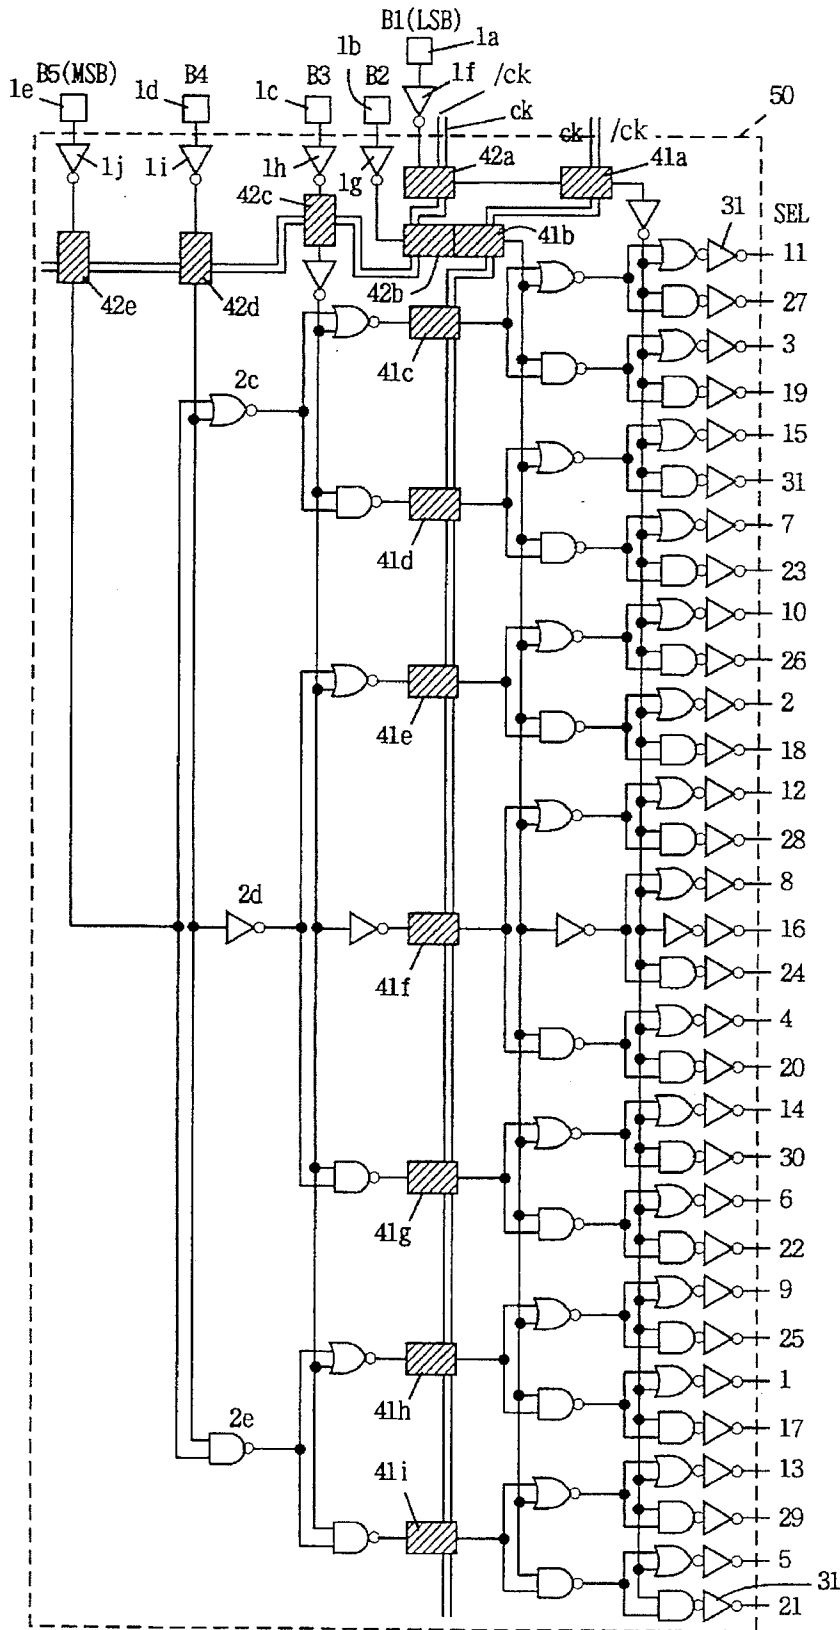 B1(LSB)
1a
B5(MSB)
B4
B3
1b
B2
1e
1d
1c
1f
/ck
ck
ck
/ck
50
1j
1i
1h
1g
42a
41a
42c
31
SEL
41b
42e
42d
42b
11
27
41c
3
2c
19
15
31
41d
7
23
10
26
41e
2
18
12
28
2d
8
16
41f
24
4
20
14
30
41g
6
22
9
25
41h
1
2e
17
41i
13
29
5
31
21